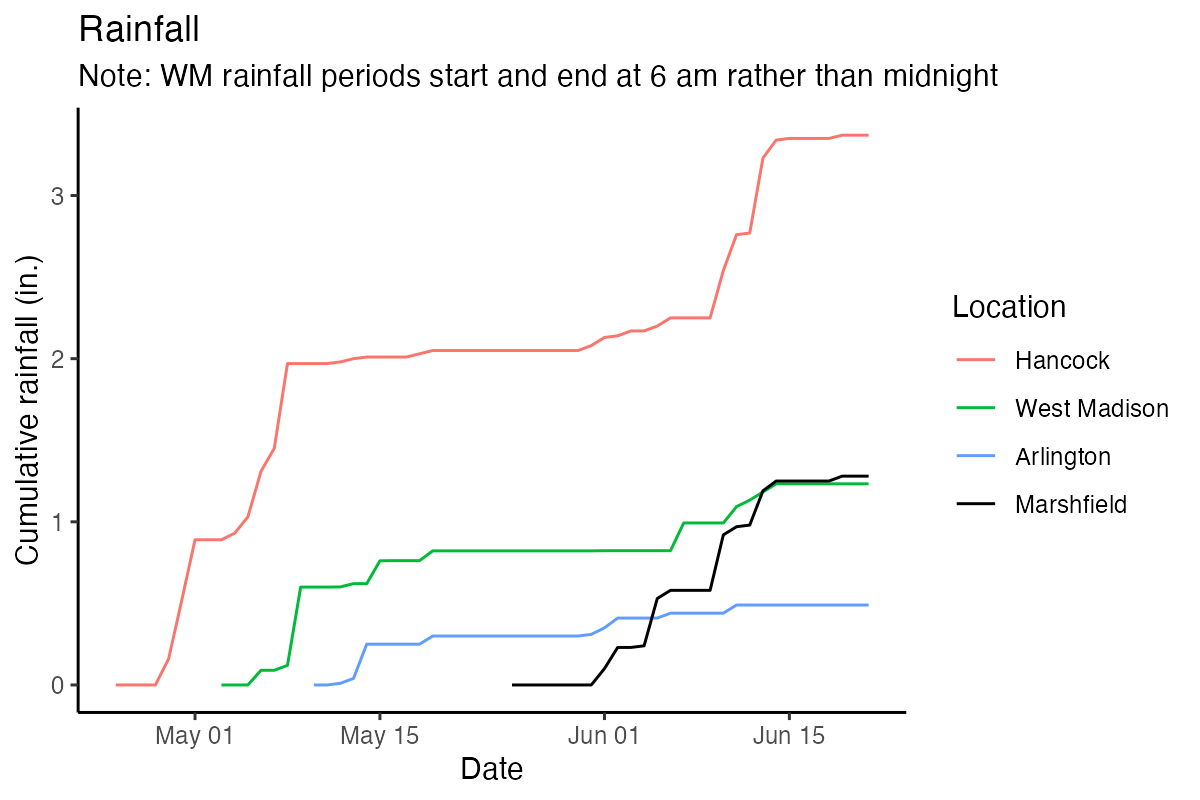 Rainfall
Note: WM rainfall periods start and end at 6 am rather than midnight
Cumulative rainfall (in.)
3
2
1
0
May 01
May 15
Jun 01
Jun 15
Date
Location
Hancock
West Madison
Arlington
Marshfield